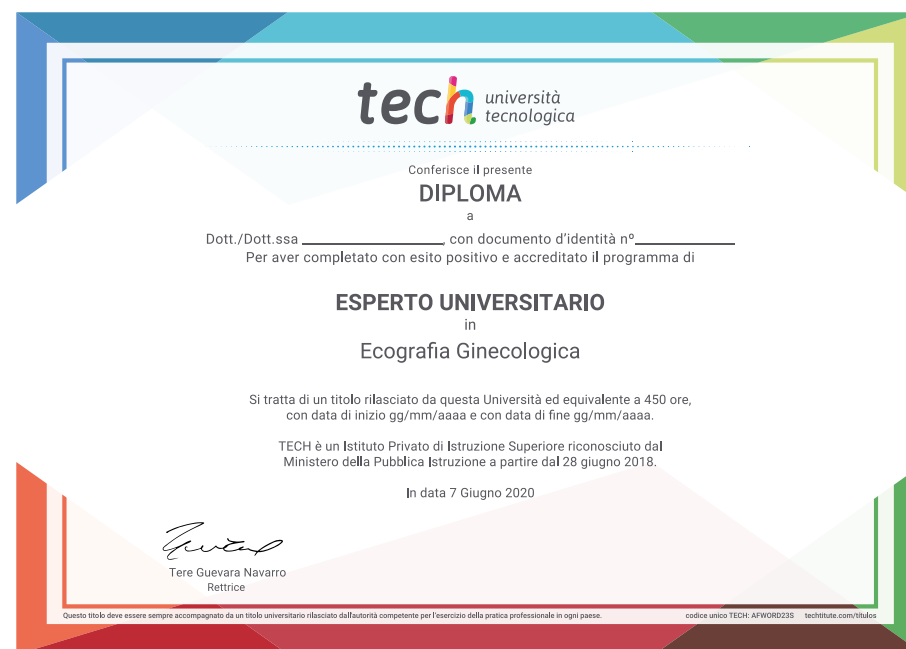 tech università
tecnologica
Conferisce il presente
DIPLOMA
a
Dott./Dott.ssa ____________________, con documento d'identità nº______________
Per aver completato con esito positivo e accreditato il programma di
ESPERTO UNIVERSITARIO
in
Ecografia Ginecologica
Si tratta di un titolo rilasciato da questa Università ed equivalente a 450 ore,
con data di inizio gg/mm/aaaa e con data di fine gg/mm/aaaa.
TECH è un Istituto Privato di Istruzione Superiore riconosciuto dal
Ministero della Pubblica Istruzione a partire dal 28 giugno 2018.
In data 7 Giugno 2020
Tere Guevara Navarro
Rettrice
Questo titolo deve essere sempre accompagnato da un titolo universitario rilasciato dall'autorità competente per l'esercizio della pratica professionale in ogni paese. codice unico TECH: AFWORD23S techtitute.com/titulos